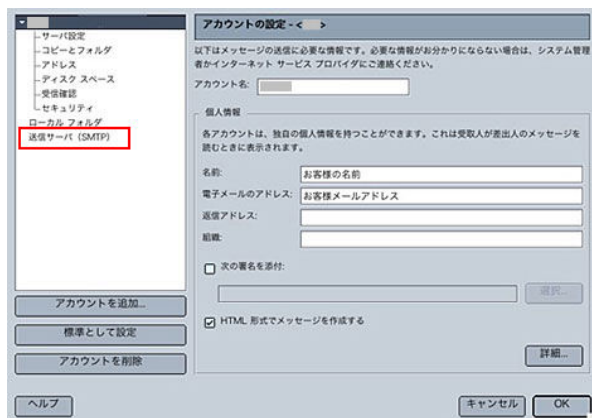 サーバ設定
コピーとフォルダ
アドレス
ディスク スペース
受信確認
セキュリティ
ローカル フォルダ
送信サーバ (SMTP)
アカウントを追加...
標準として設定
アカウントを削除
アカウントの設定 - < >
以下はメッセージの送信に必要な情報です。必要な情報がお分かりにならない場合は、システム管理
者かインターネット サービス プロバイダにご連絡ください。
アカウント名:
個人情報
各アカウントは、独自の個人情報を持つことができます。これは受取人が差出人のメッセージを
読むときに表示されます。
名前: お客様の名前
電子メールのアドレス: お客様メールアドレス
返信アドレス:
組織:
次の署名を添付:
選択...
HTML 形式でメッセージを作成する
詳細...
ヘルプ
キャンセル
OK